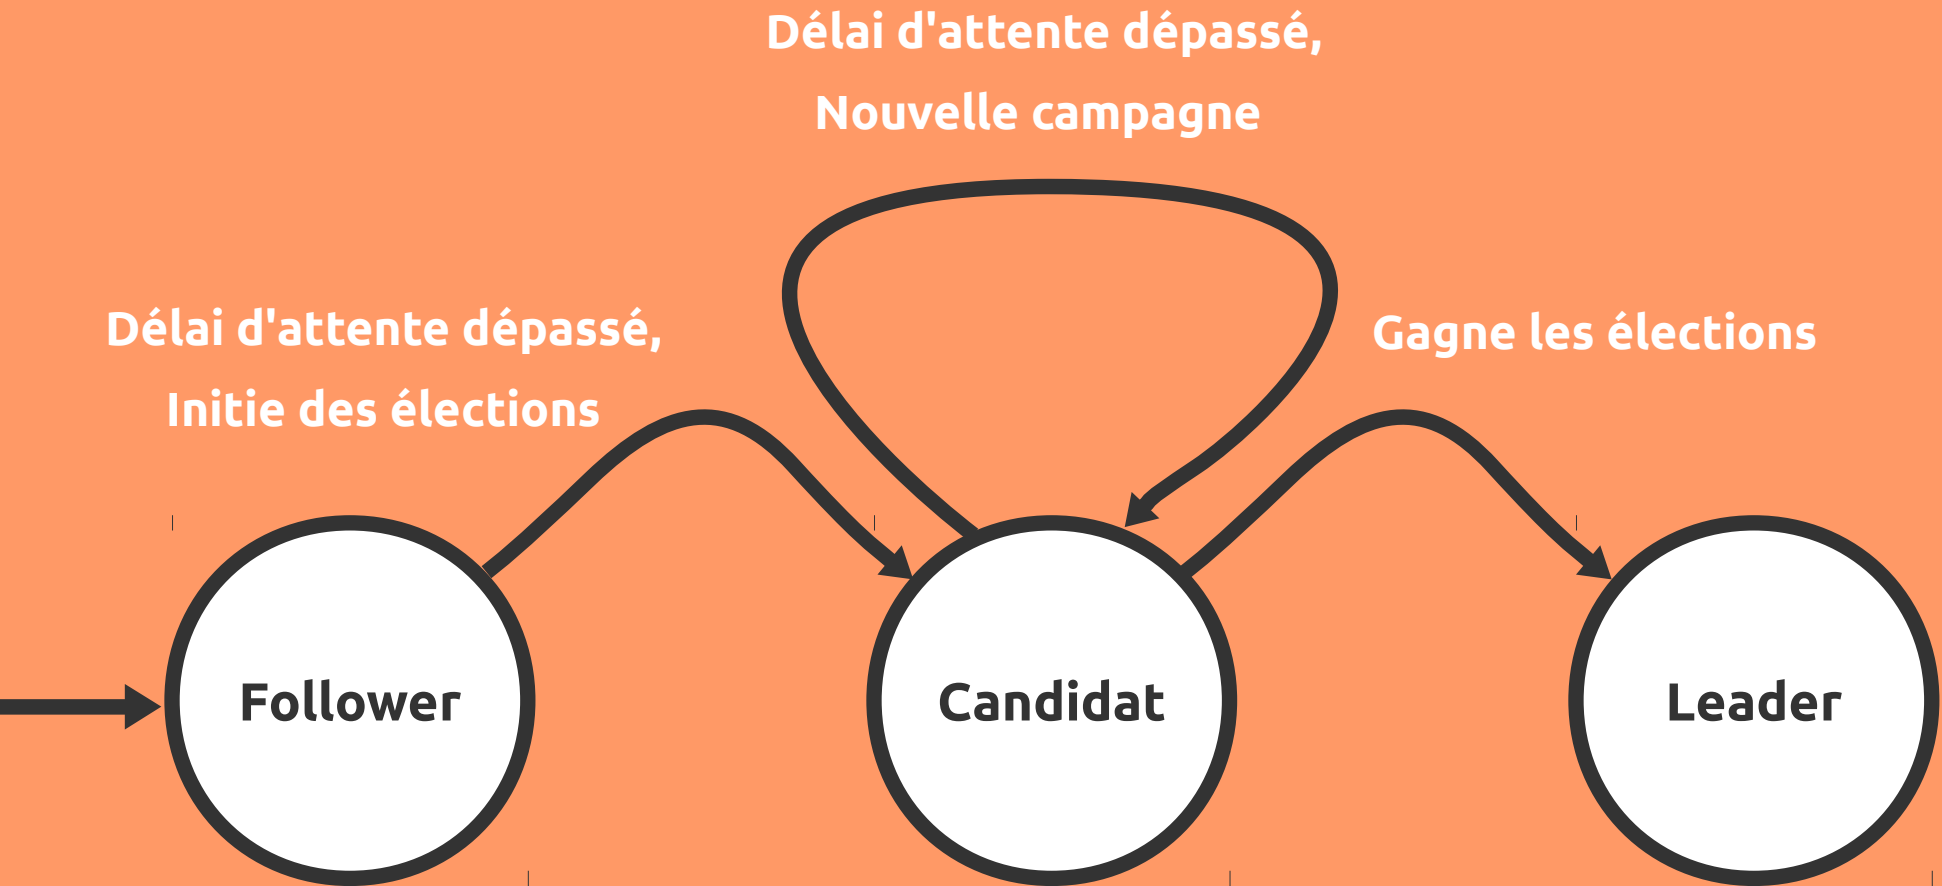 Délai d'attente dépassé,
Nouvelle campagne
Délai d'attente dépassé,
Initie des élections
Gagne les élections
Follower
Candidat
Leader